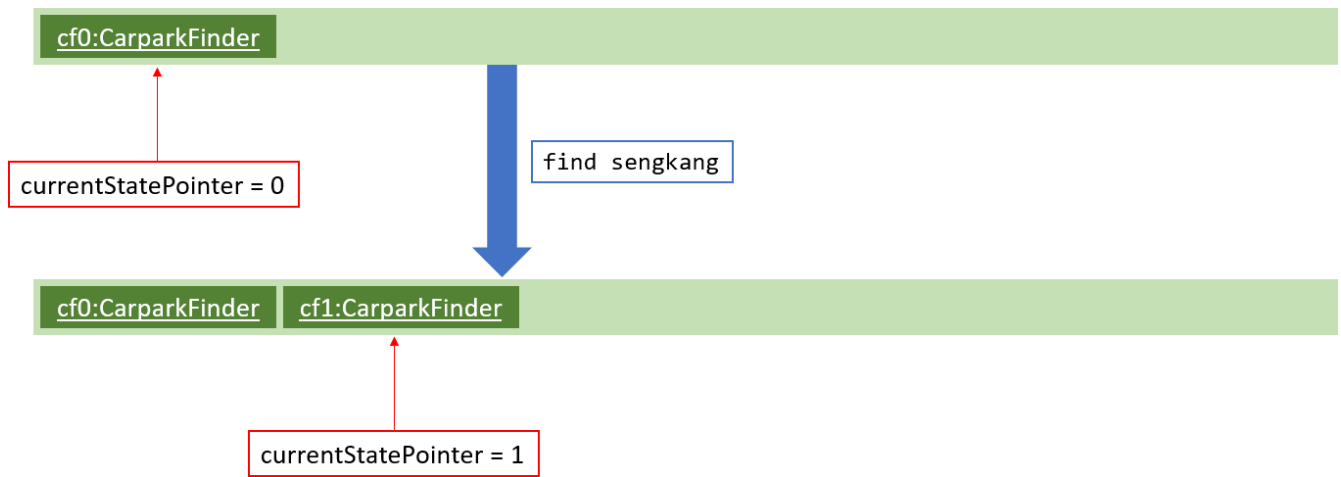 cf0:CarparkFinder
currentStatePointer = 0
find sengkang
cf0:CarparkFinder
cf1:CarparkFinder
currentStatePointer = 1